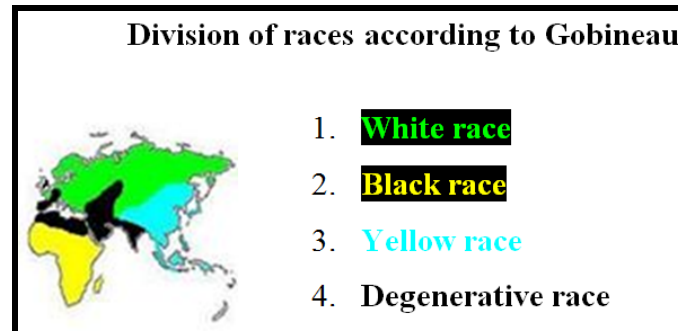 Division of races according to Gobineau
1. White race
2. Black race
3. Yellow race
4. Degenerative race